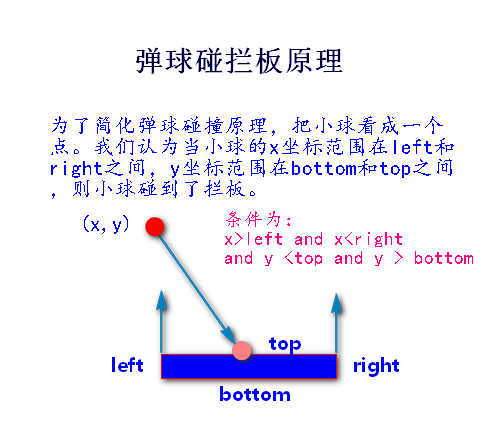 弹球碰拦板原理
为了简化弹球碰撞原理，把小球看成一个
点。我们认为当小球的x坐标范围在left和
right之间，y坐标范围在bottom和top之间
，则小球碰到了拦板。
(x,y)
条件为：
x>left and x<right
and y <top and y > bottom
top
left
right
bottom